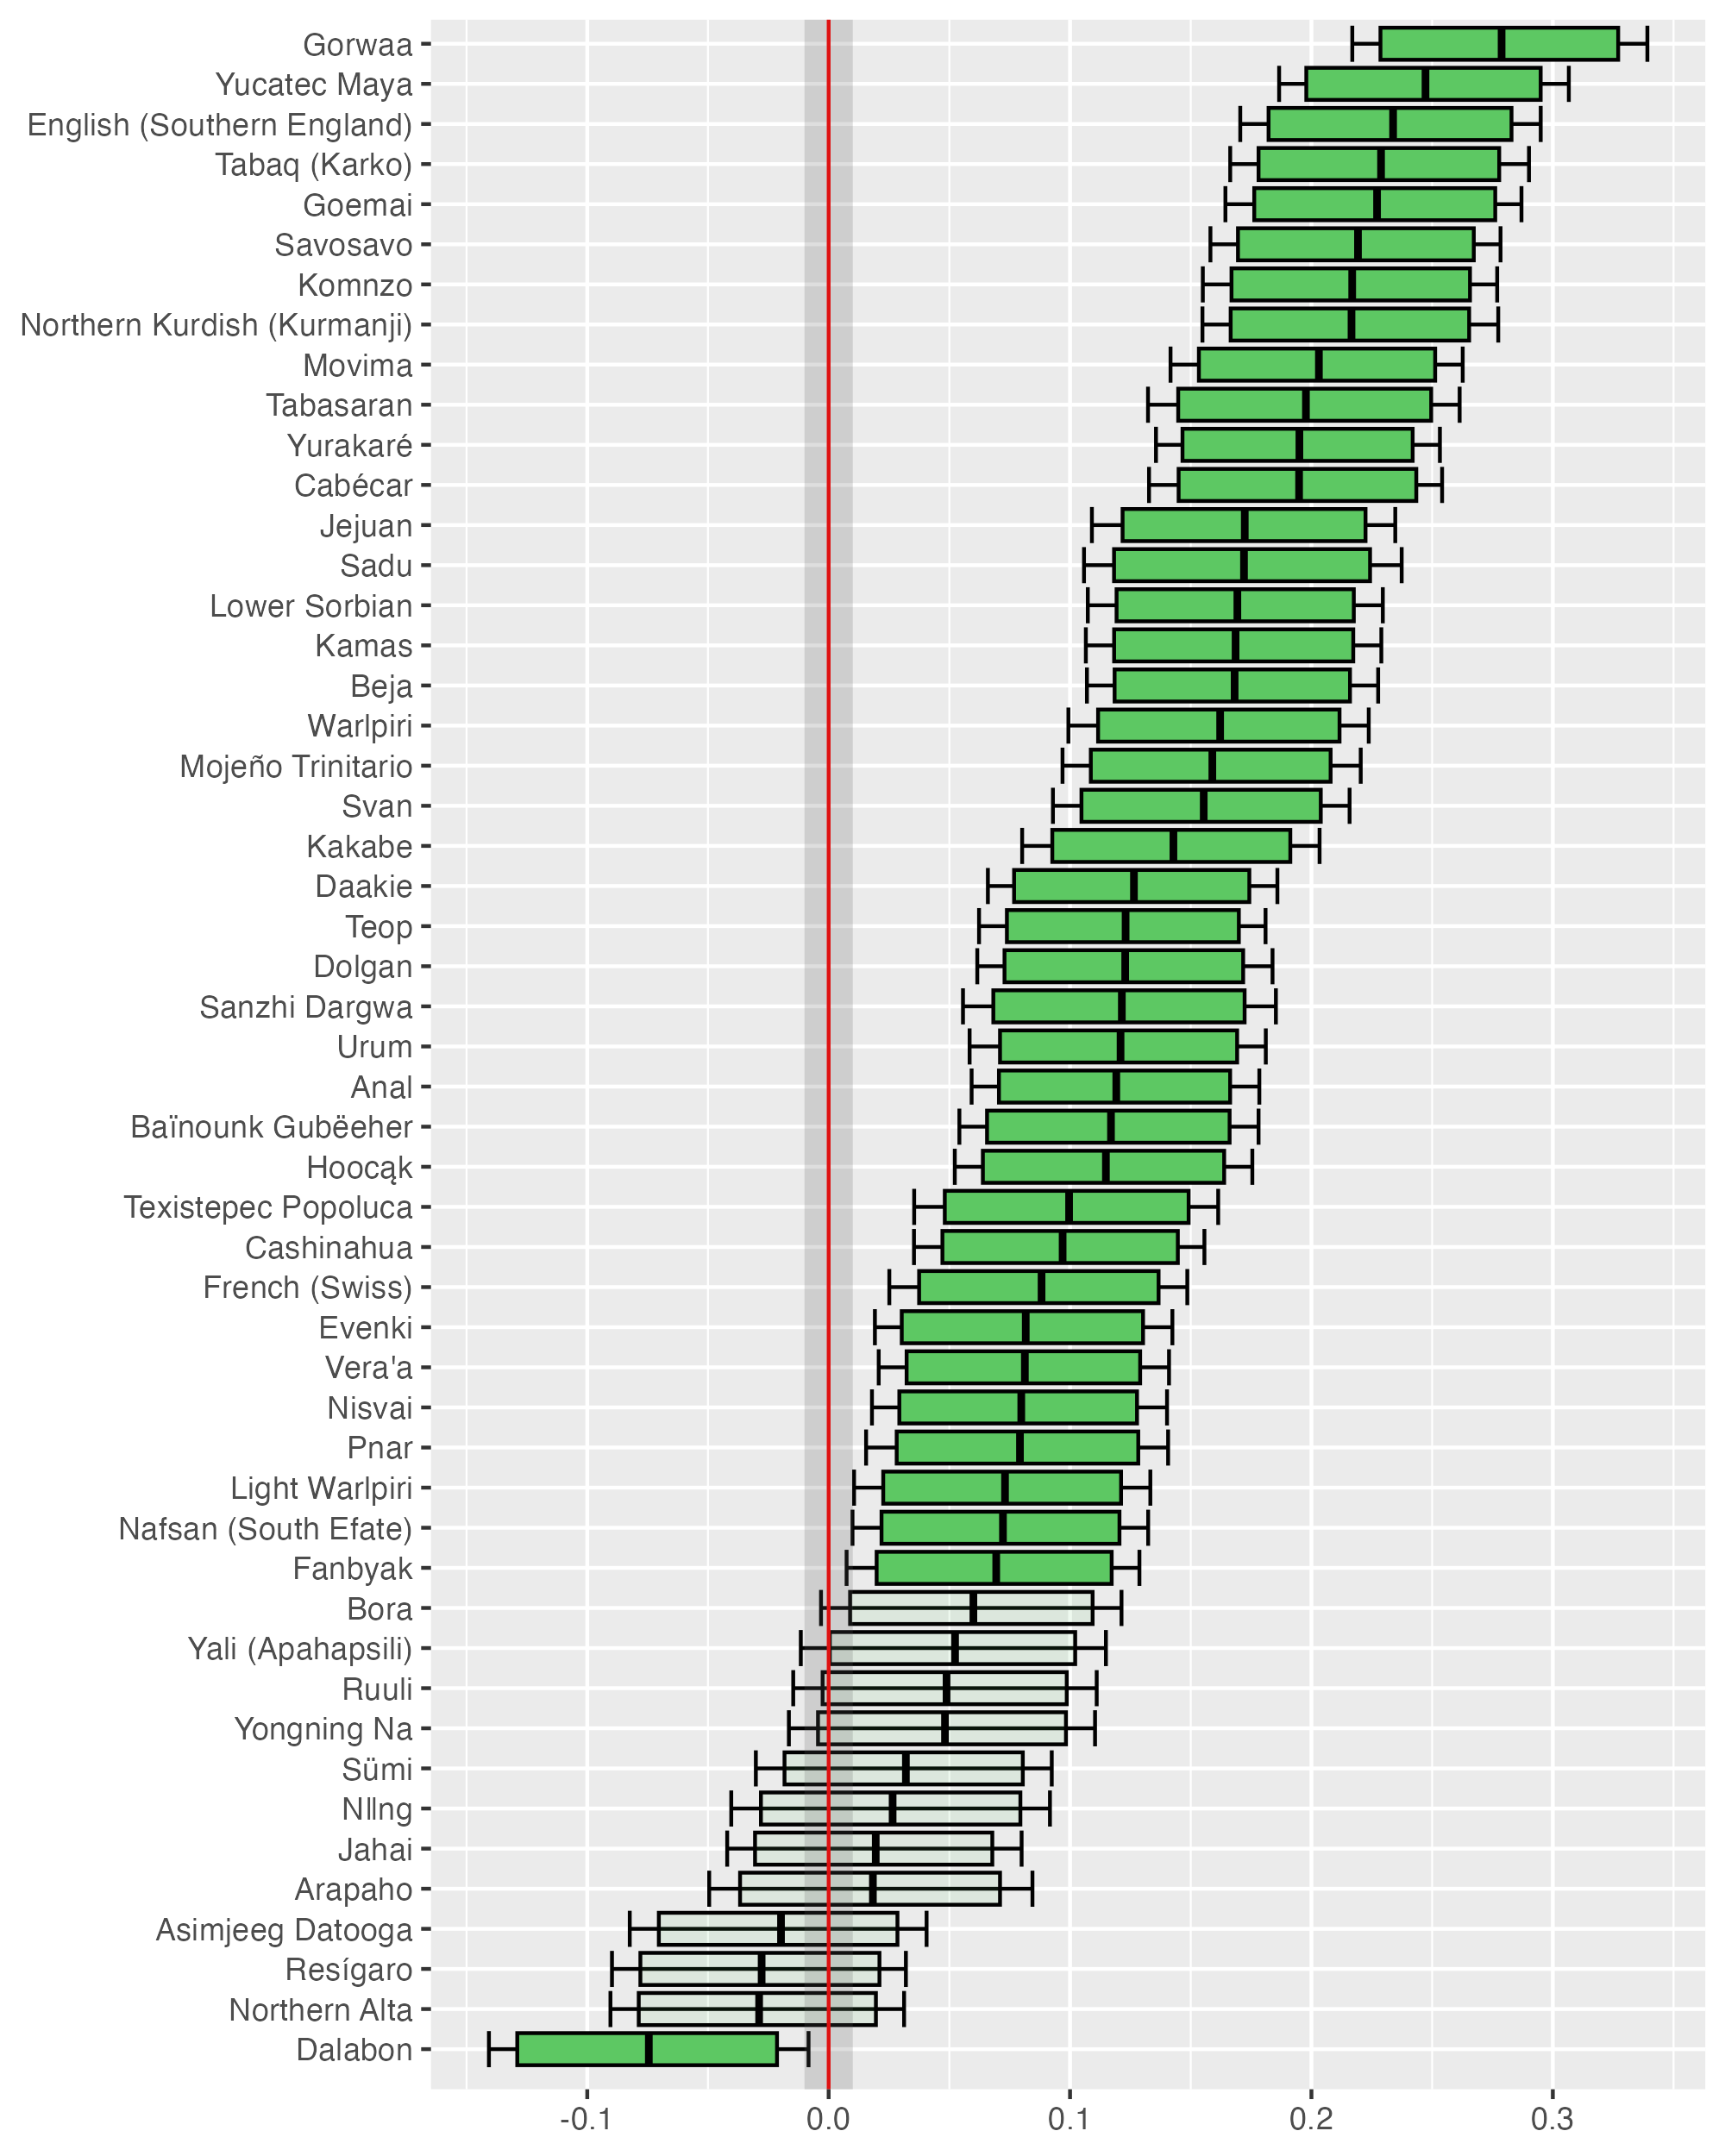 Gorwaa
Yucatec Maya
English (Southern England)
Tabaq (Karko)
Goemai
Savosavo
Komnzo
Northern Kurdish (Kurmanji)
Movima
Tabasaran
Yurakaré
Cabécar
Jejuan
Sadu
Lower Sorbian
Kamas
Beja
Warlpiri
Mojeño Trinitario
Svan
Kakabe
Daakie
Teop
Dolgan
Sanzhi Dargwa
Urum
Anal
Baïnounk Gubëeher
Hoocąk
Texistepec Popoluca
Cashinahua
French (Swiss)
Evenki
Vera'a
Nisvai
Pnar
Light Warlpiri
Nafsan (South Efate)
Fanbyak
Bora
Yali (Apahapsili)
Ruuli
Yongning Na
Sümi
Nǁng
Jahai
Arapaho
Asimjeeg Datooga
Resígaro
Northern Alta
Dalabon
-0.1 0.0 0.1 0.2 0.3